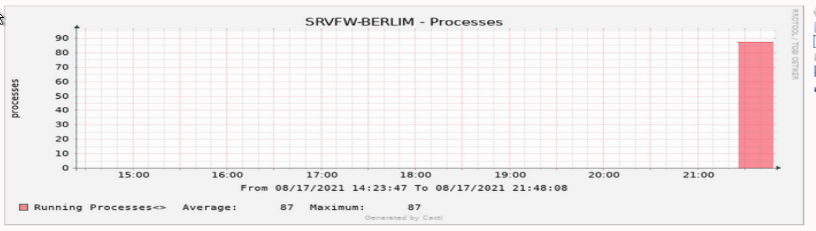 SRVFW-BERLIM - Processes
RRDTOOL / TOBI OETIKER
processes
90
80
70
60
50
40
30
20
10
0
15:00 16:00 17:00 18:00 19:00 20:00 21:00
From 08/17/2021 14:23:47 To 08/17/2021 21:48:08
Running Processes<> Average: 87 Maximum: 87
Generated by Cacti